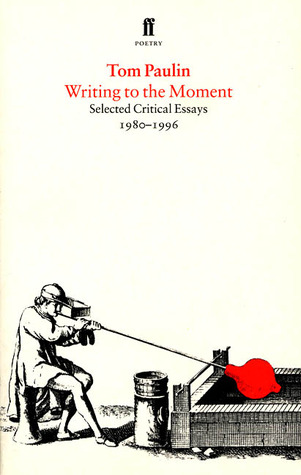 ff
POETRY
Tom Paulin
Writing to the Moment
Selected Critical Essays
1980–1996